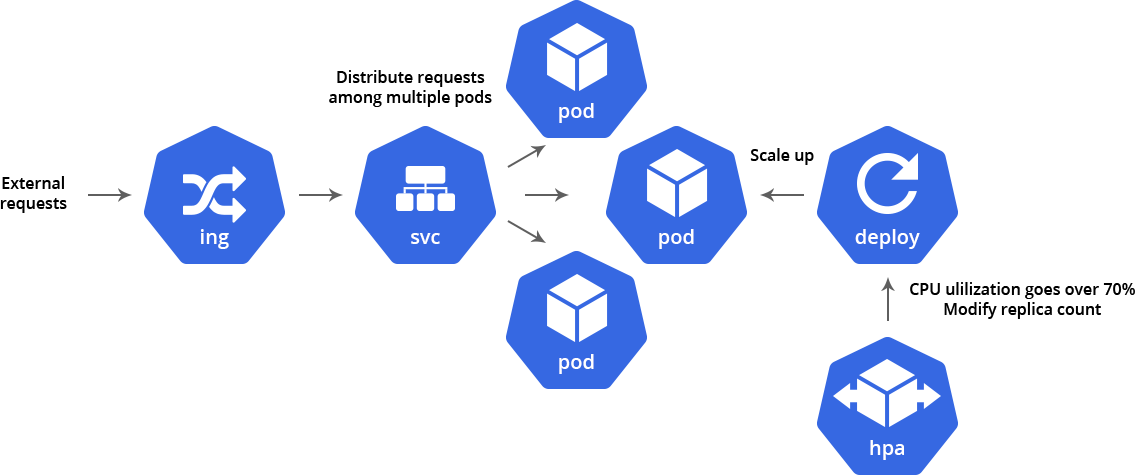 Distribute requests
among multiple pods
pod
External
requests
ing
svc
pod
Scale up
deploy
pod
CPU ulilization goes over 70%
Modify replica count
hpa